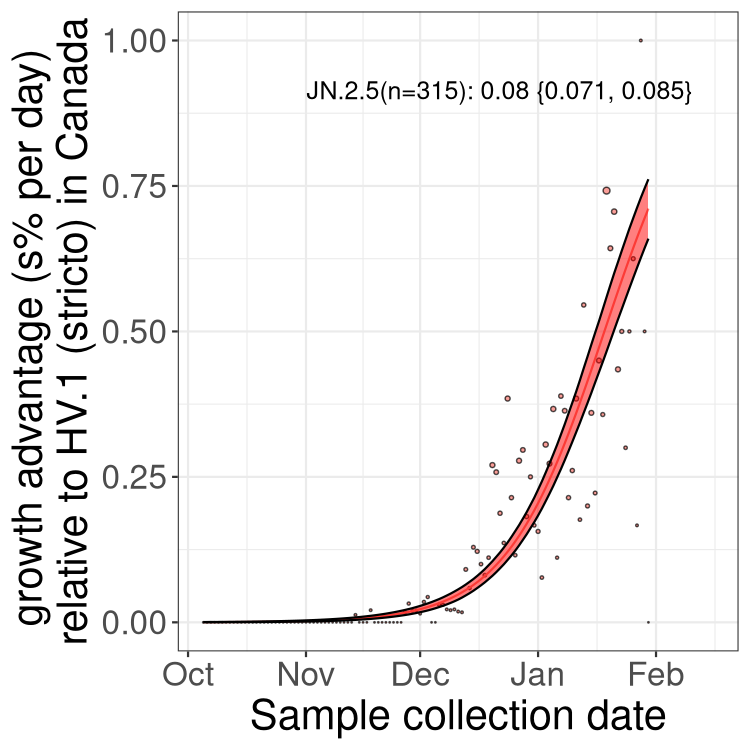 growth advantage (s% per day)
relative to HV.1 (stricto) in Canada
1.00
0.75
0.50
0.25
0.00
JN.2.5(n=315): 0.08 {0.071, 0.085}
Oct Nov Dec Jan Feb
Sample collection date